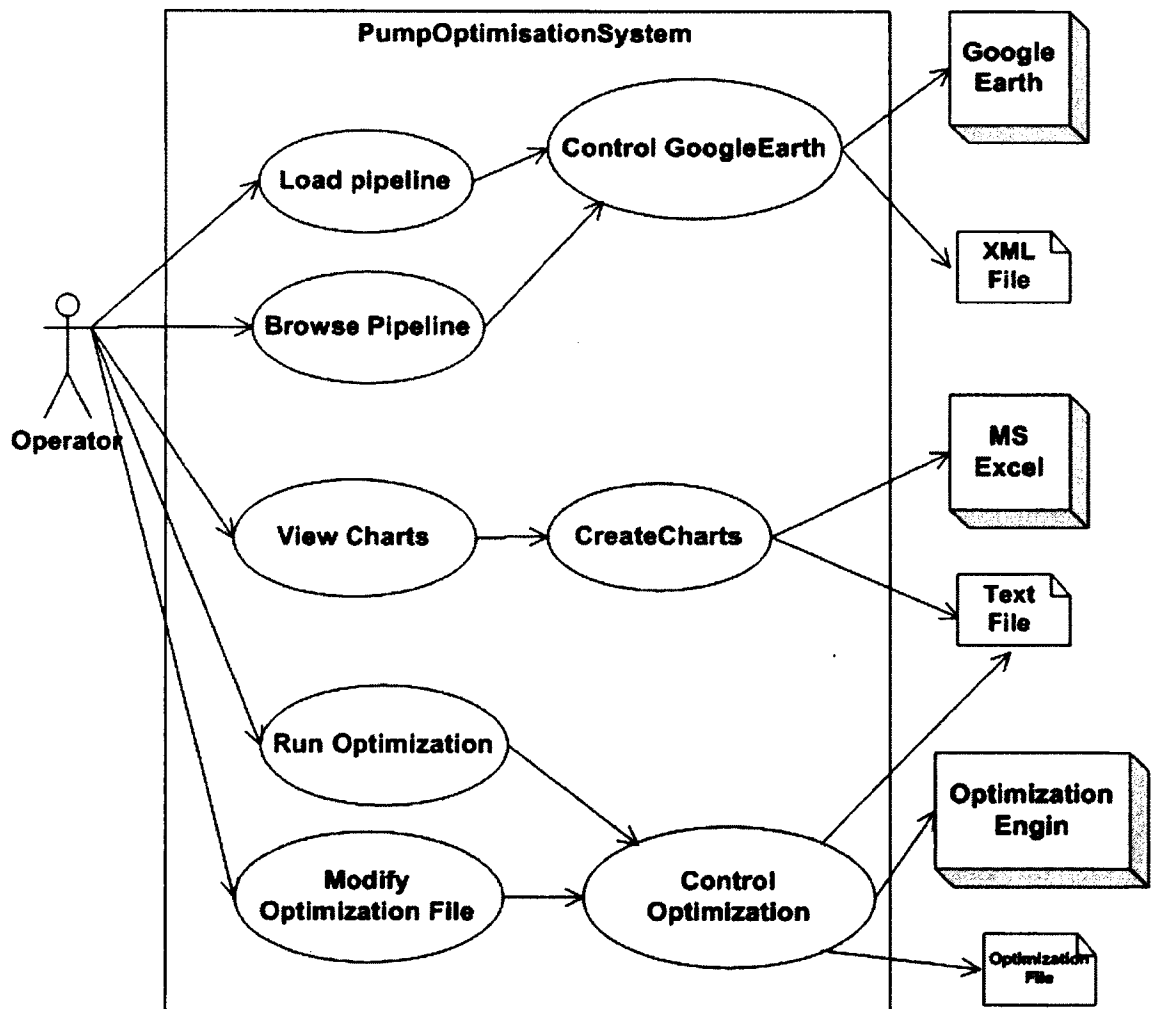 PumpOptimisationSystem
Google
Earth
Control GoogleEarth
Load pipeline
XML
File
Browse Pipeline
Operator
MS
Excel
View Charts
CreateCharts
Text
File
Run Optimization
Optimization
Engin
Modify
Optimization File
Control
Optimization
Optimization
File